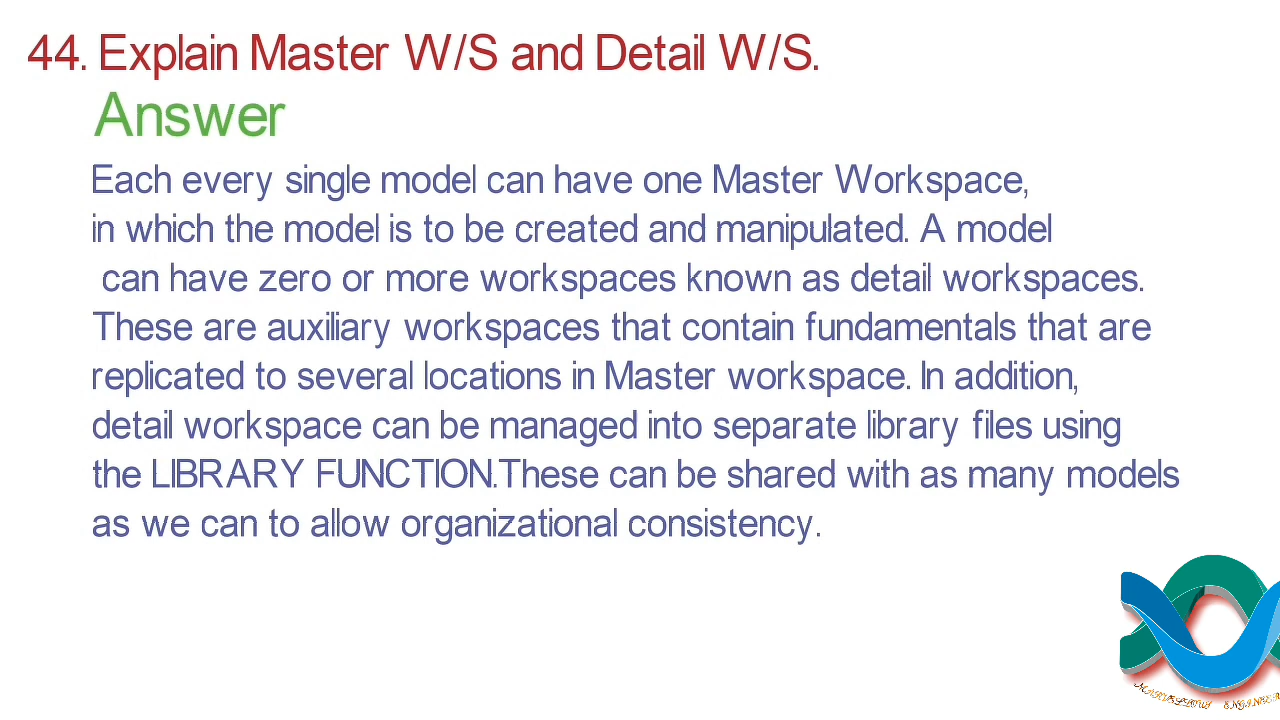 44. Explain Master W/S and Detail W/S.
Answer
Each every single model can have one Master Workspace,
in which the model is to be created and manipulated. A model
can have zero or more workspaces known as detail workspaces.
These are auxiliary workspaces that contain fundamentals that are
replicated to several locations in Master workspace. In addition,
detail workspace can be managed into separate library files using
the LIBRARY FUNCTION.These can be shared with as many models
as we can to allow organizational consistency.